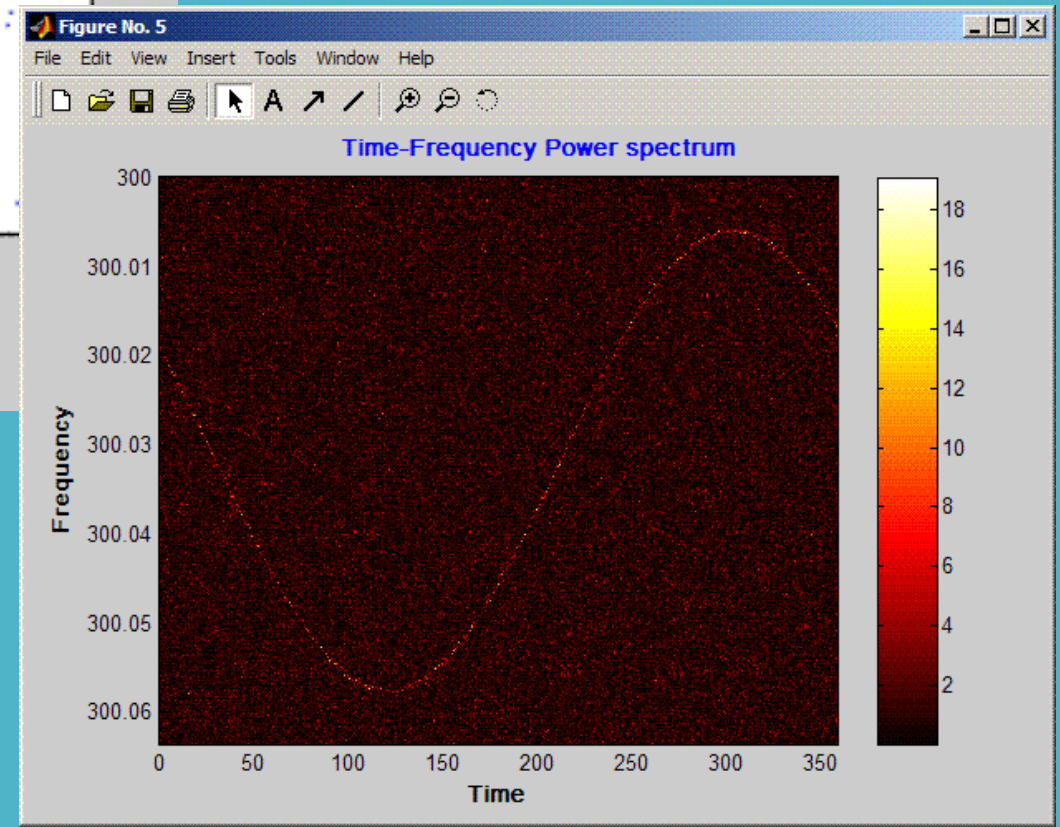 Figure No. 5
File Edit View Insert Tools Window Help
A
Time-Frequency Power spectrum
300
300.01
300.02
300.03
300.04
300.05
300.06
Frequency
0 50 100 150 200 250 300 350
Time
18
16
14
12
10
8
6
4
2